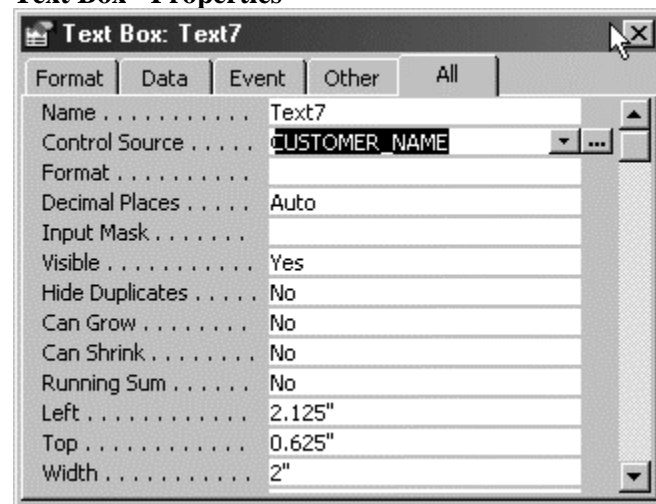 Text Box - Properties
Text Box: Text7
Format Data Event Other All
Name . . . . . . . . . . . Text7
Control Source . . . . . CUSTOMER_NAME
Format . . . . . . . . . .
Decimal Places . . . . . Auto
Input Mask . . . . . . .
Visible . . . . . . . . . . . Yes
Hide Duplicates . . . . . No
Can Grow . . . . . . . . No
Can Shrink . . . . . . . . No
Running Sum . . . . . . No
Left . . . . . . . . . . . . 2.125"
Top . . . . . . . . . . . . 0.625"
Width . . . . . . . . . . . 2"